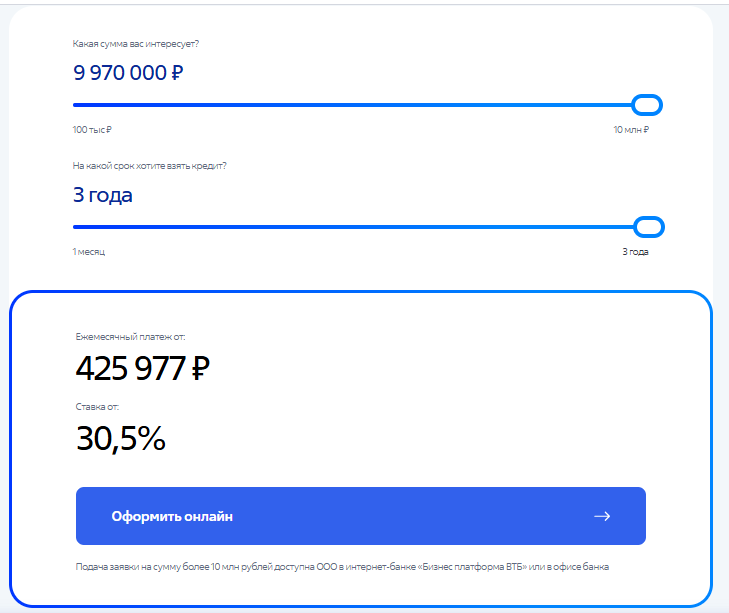 Какая сумма вас интересует?
9 970 000 ₽
100 тыс ₽
10 млн ₽
На какой срок хотите взять кредит?
3 года
1 месяц
3 года
Ежемесячный платеж от:
425 977 ₽
Ставка от:
30,5%
Оформить онлайн
Подача заявки на сумму более 10 млн рублей доступна ООО в интернет-банке «Бизнес платформа ВТБ» или в офисе банка